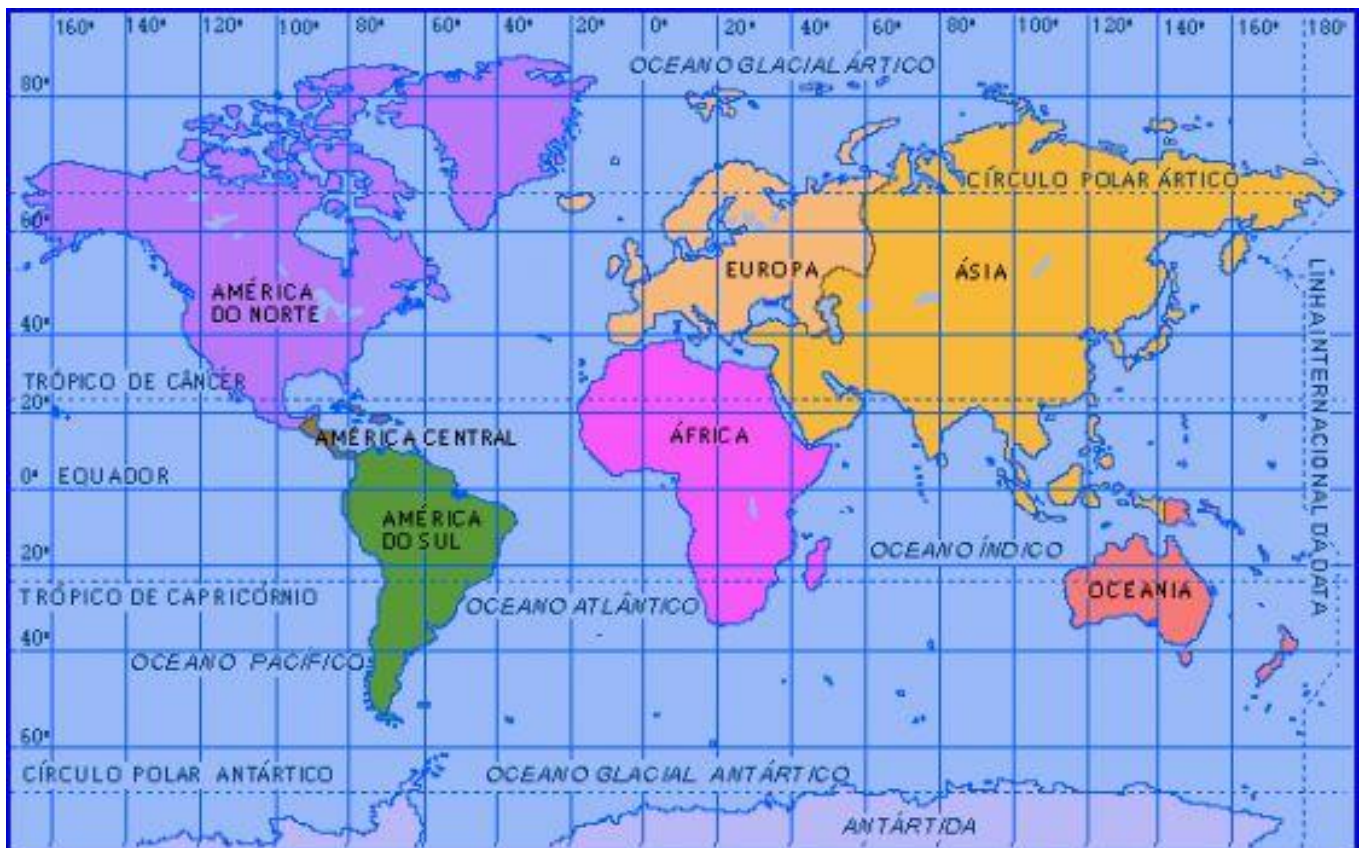 160° 140° 120° 100° 80° 60° 40° 20° 0° 20° 40° 60° 80° 100° 120° 140° 160° 180°
OCEANO GLACIAL ÁRTICO
80°
CÍRCULO POLAR ÁRTICO
60°
EUROPA
ÁSIA
AMÉRICA
DO NORTE
LINHA INTERNACIONAL DA DATA
40°
TRÓPICO DE CÂNCER
20°
AMÉRICA CENTRAL
ÁFRICA
0°
EQUADOR
AMÉRICA
DO SUL
OCEANO ÍNDICO
20°
TRÓPICO DE CAPRICÓRNIO
OCEANO ATLÂNTICO
OCEANIA
40°
OCEANO PACÍFICO
60°
CÍRCULO POLAR ANTÁRTICO
OCEANO GLACIAL ANTÁRTICO
ANTÁRTIDA